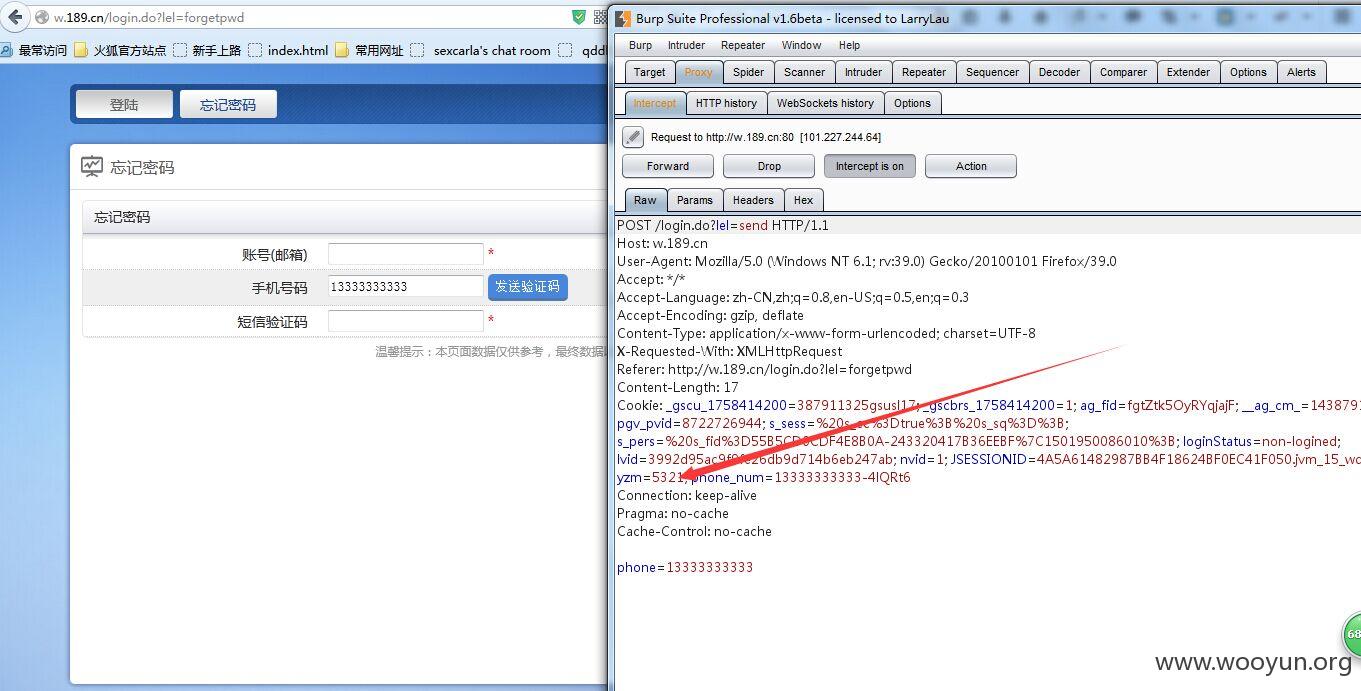 w.189.cn/login.do?lel=forgetpwd
最常访问 火狐官方站点 新手上路 index.html 常用网址 sexcarla's chat room qddl
登陆 忘记密码
忘记密码
忘记密码
账号(邮箱) *
手机号码 13333333333 发送验证码
短信验证码 *
温馨提示：本页面数据仅供参考，最终数据以
Burp Suite Professional v1.6beta - licensed to LarryLau
Burp Intruder Repeater Window Help
Target Proxy Spider Scanner Intruder Repeater Sequencer Decoder Comparer Extender Options Alerts
Intercept HTTP history WebSockets history Options
Request to http://w.189.cn:80 [101.227.244.64]
Forward Drop Intercept is on Action
Raw Params Headers Hex
POST /login.do?lel=send HTTP/1.1
Host: w.189.cn
User-Agent: Mozilla/5.0 (Windows NT 6.1; rv:39.0) Gecko/20100101 Firefox/39.0
Accept: */*
Accept-Language: zh-CN,zh;q=0.8,en-US;q=0.5,en;q=0.3
Accept-Encoding: gzip, deflate
Content-Type: application/x-www-form-urlencoded; charset=UTF-8
X-Requested-With: XMLHttpRequest
Referer: http://w.189.cn/login.do?lel=forgetpwd
Content-Length: 17
Cookie: _gscu_1758414200=387911325gsusl17; _gscbrs_1758414200=1; ag_fid=fgtZtk5OyRYqjajF; __ag_cm_=143879
pgv_pvid=8722726944; s_sess=%20s_cc%3Dtrue%3B%20s_sq%3D%3B;
s_pers=%20s_fid%3D55B5CD0CDF4E8B0A-243320417B36EEBF%7C1501950086010%3B; loginStatus=non-logined;
lvid=3992d95ac9f9fc26db9d714b6eb247ab; nvid=1; JSESSIONID=4A5A61482987BB4F18624BF0EC41F050.jvm_15_wc
yzm=5321; phone_num=13333333333-4IQRt6
Connection: keep-alive
Pragma: no-cache
Cache-Control: no-cache
phone=13333333333
68
www.wooyun.org